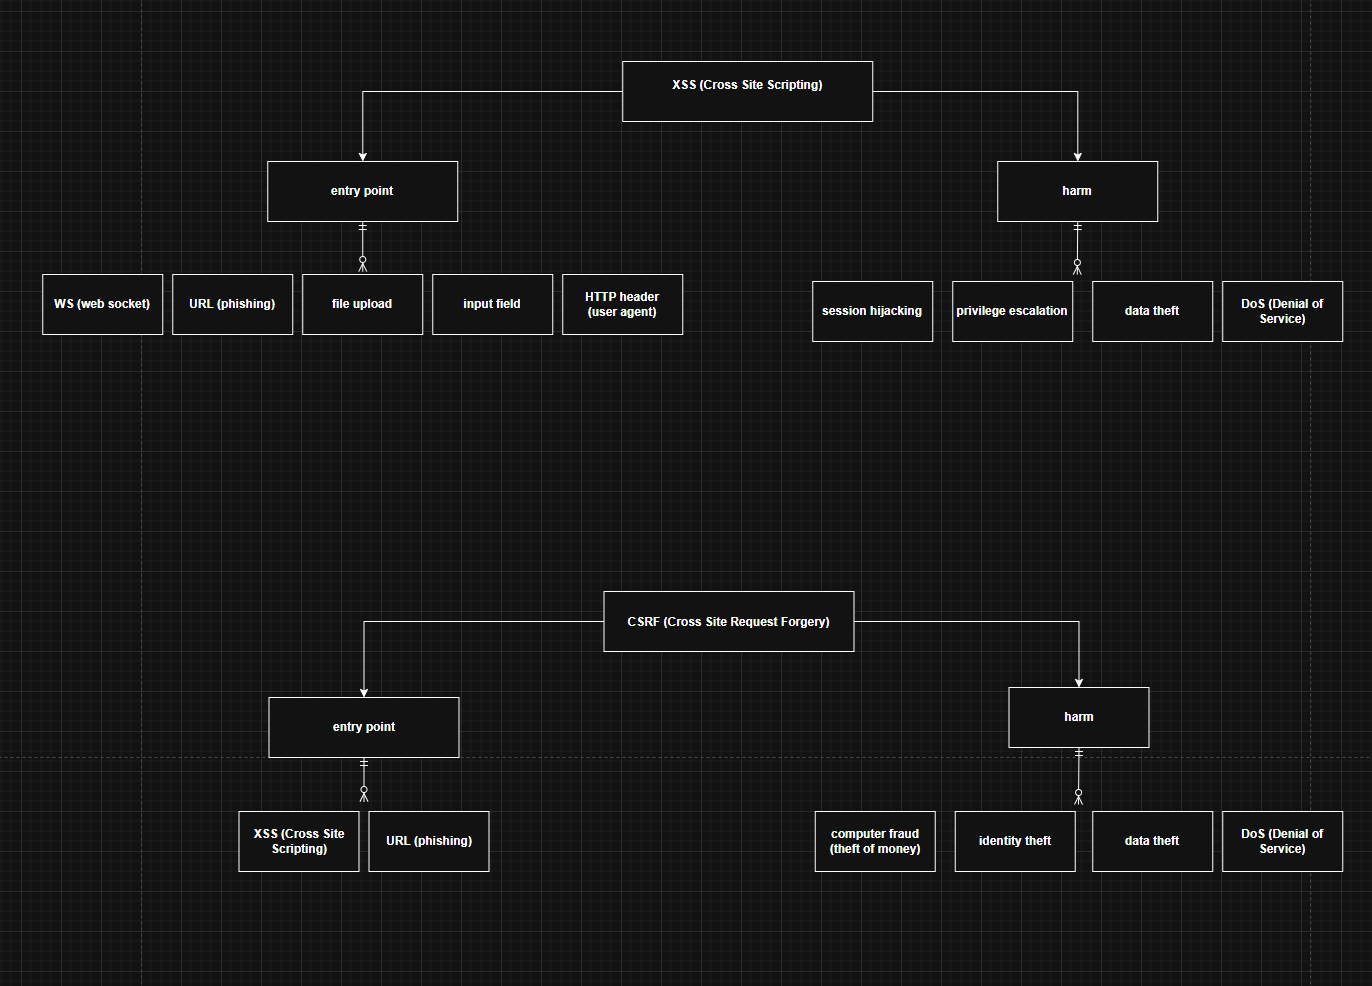 XSS (Cross Site Scripting)
entry point
harm
WS (web socket)
URL (phishing)
file upload
input field
HTTP header
(user agent)
session hijacking
privilege escalation
data theft
DoS (Denial of
Service)
CSRF (Cross Site Request Forgery)
entry point
harm
XSS (Cross Site
Scripting)
URL (phishing)
computer fraud
(theft of money)
identity theft
data theft
DoS (Denial of
Service)